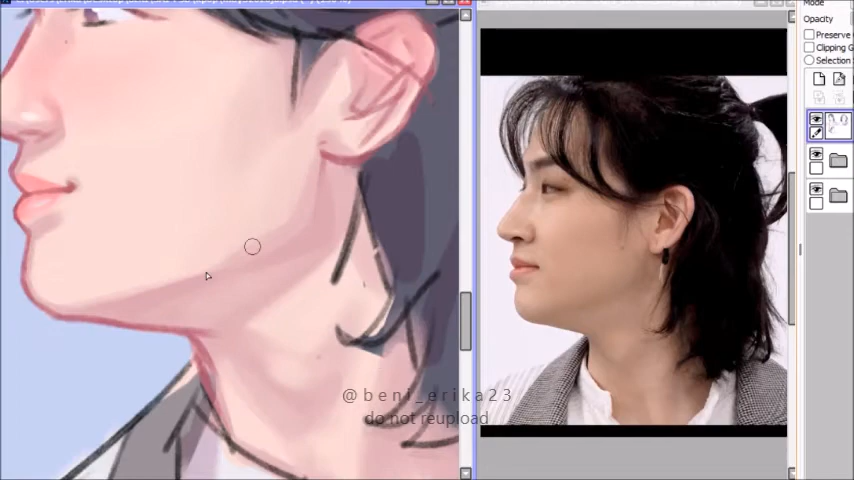 Mode
Opacity
Preserve
Clipping G
Selection
@beni_erika23
do not reupload